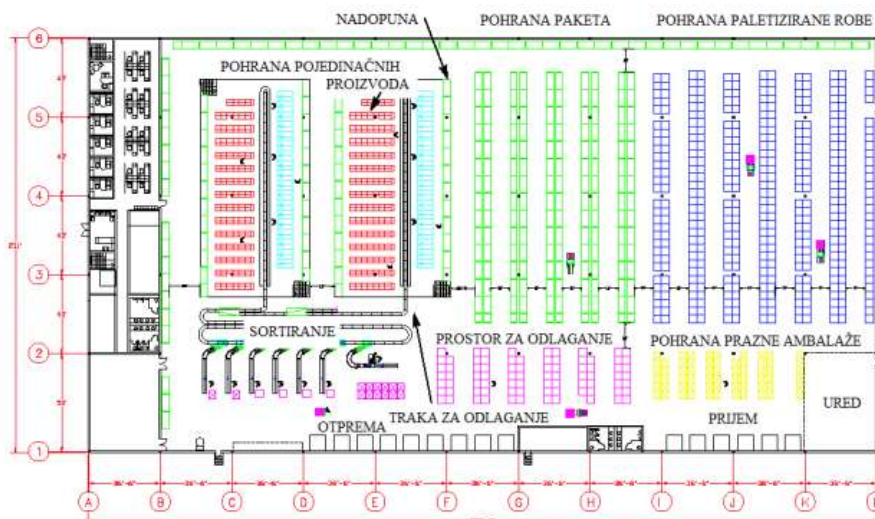 NADOPUNA
POHRANA PAKETA
POHRANA PALETIZIRANE ROBE
POHRANA POJEDINAČNIH
PROIZVODA
SORTIRANJE
PROSTOR ZA ODLAGANJE
POHRANA PRAZNE AMBALAŽE
TRAKA ZA ODLAGANJE
OTPREMA
PRIJEM
URED
6
5
4
3
2
1
A
B
C
D
E
F
G
H
I
J
K